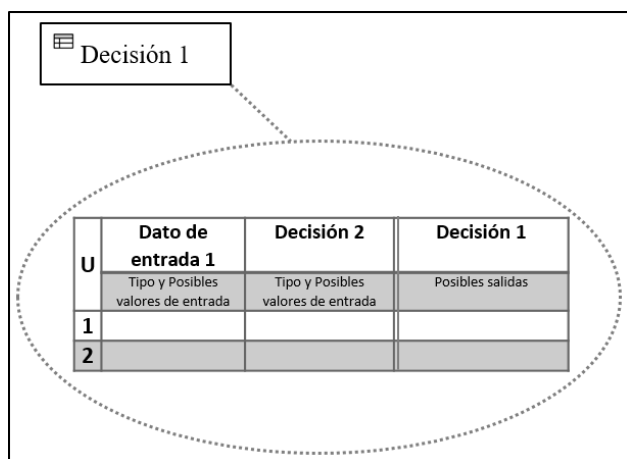 Decisión 1
U
Dato de
entrada 1
Decisión 2
Decisión 1
Tipo y Posibles
valores de entrada
Tipo y Posibles
valores de entrada
Posibles salidas
1
2